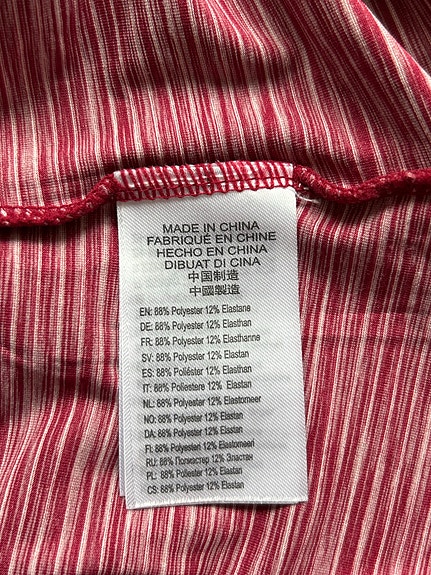 MADE IN CHINA
FABRIQUÉ EN CHINE
HECHO EN CHINA
DIBUAT DI CINA
中国制造
中國製造
EN: 88% Polyester 12% Elastane
DE: 88% Polyester 12% Elasthan
FR: 88% Polyester 12% Elasthanne
SV: 88% Polyester 12% Elastan
ES: 88% Poliéster 12% Elasthan
IT: 88% Poliestere 12% Elastan
NL: 88% Polyester 12% Elastomeer
NO: 88% Polyester 12% Elastan
DA: 88% Polyester 12% Elastan
FI: 88% Polyesteri 12% Elastomeeri
RU: 88% Полиэстер 12% Эластан
PL: 88% Poliester 12% Elastan
CS: 88% Polyester 12% Elastan